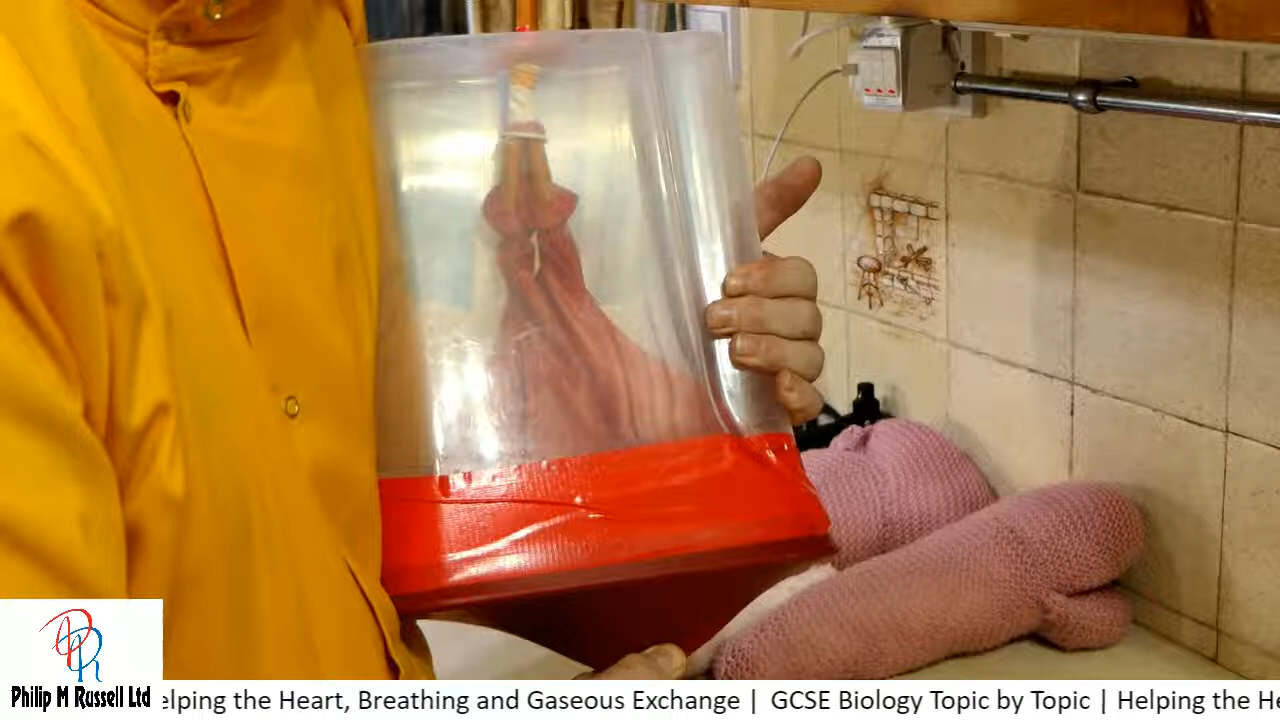 Philip M Russell Ltd
elping the Heart, Breathing and Gaseous Exchange | GCSE Biology Topic by Topic | Helping the He